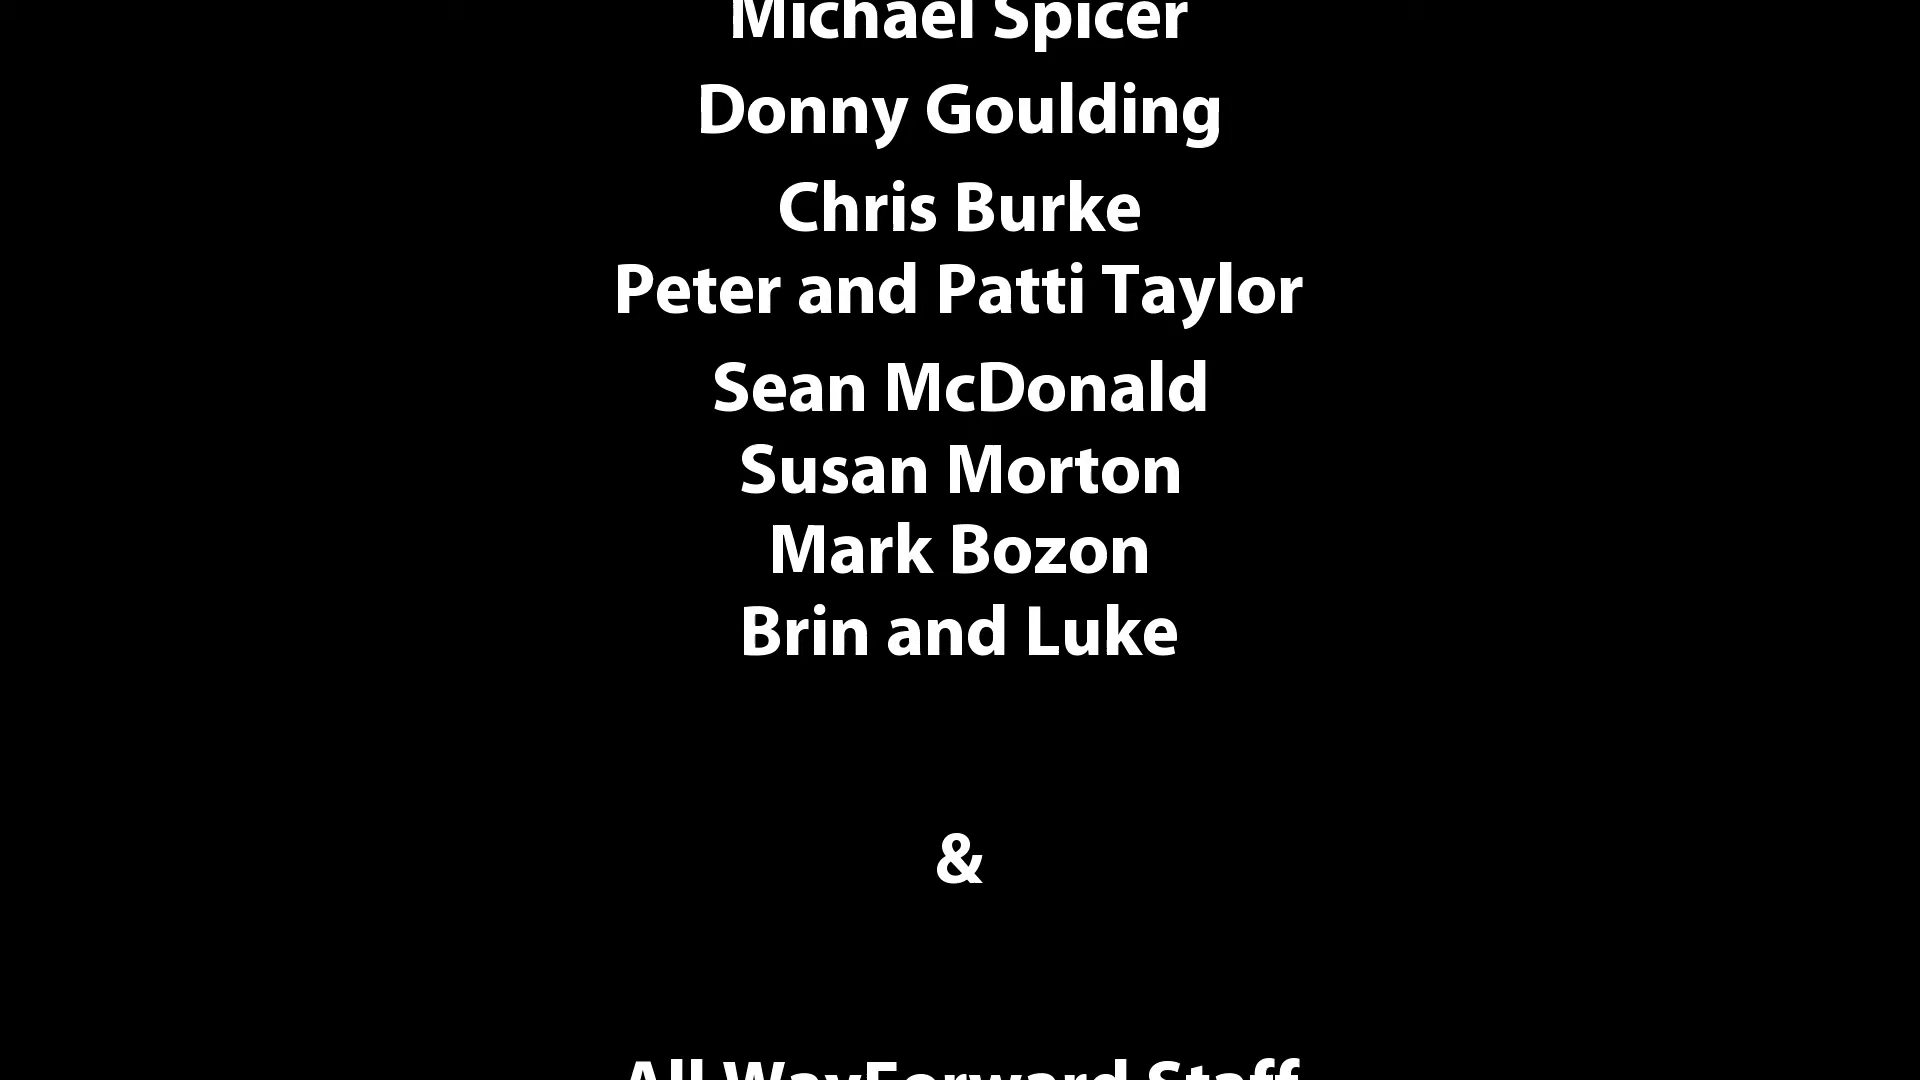 Michael Spicer
Donny Goulding
Chris Burke
Peter and Patti Taylor
Sean McDonald
Susan Morton
Mark Bozon
Brin and Luke
&
All WayForward Staff